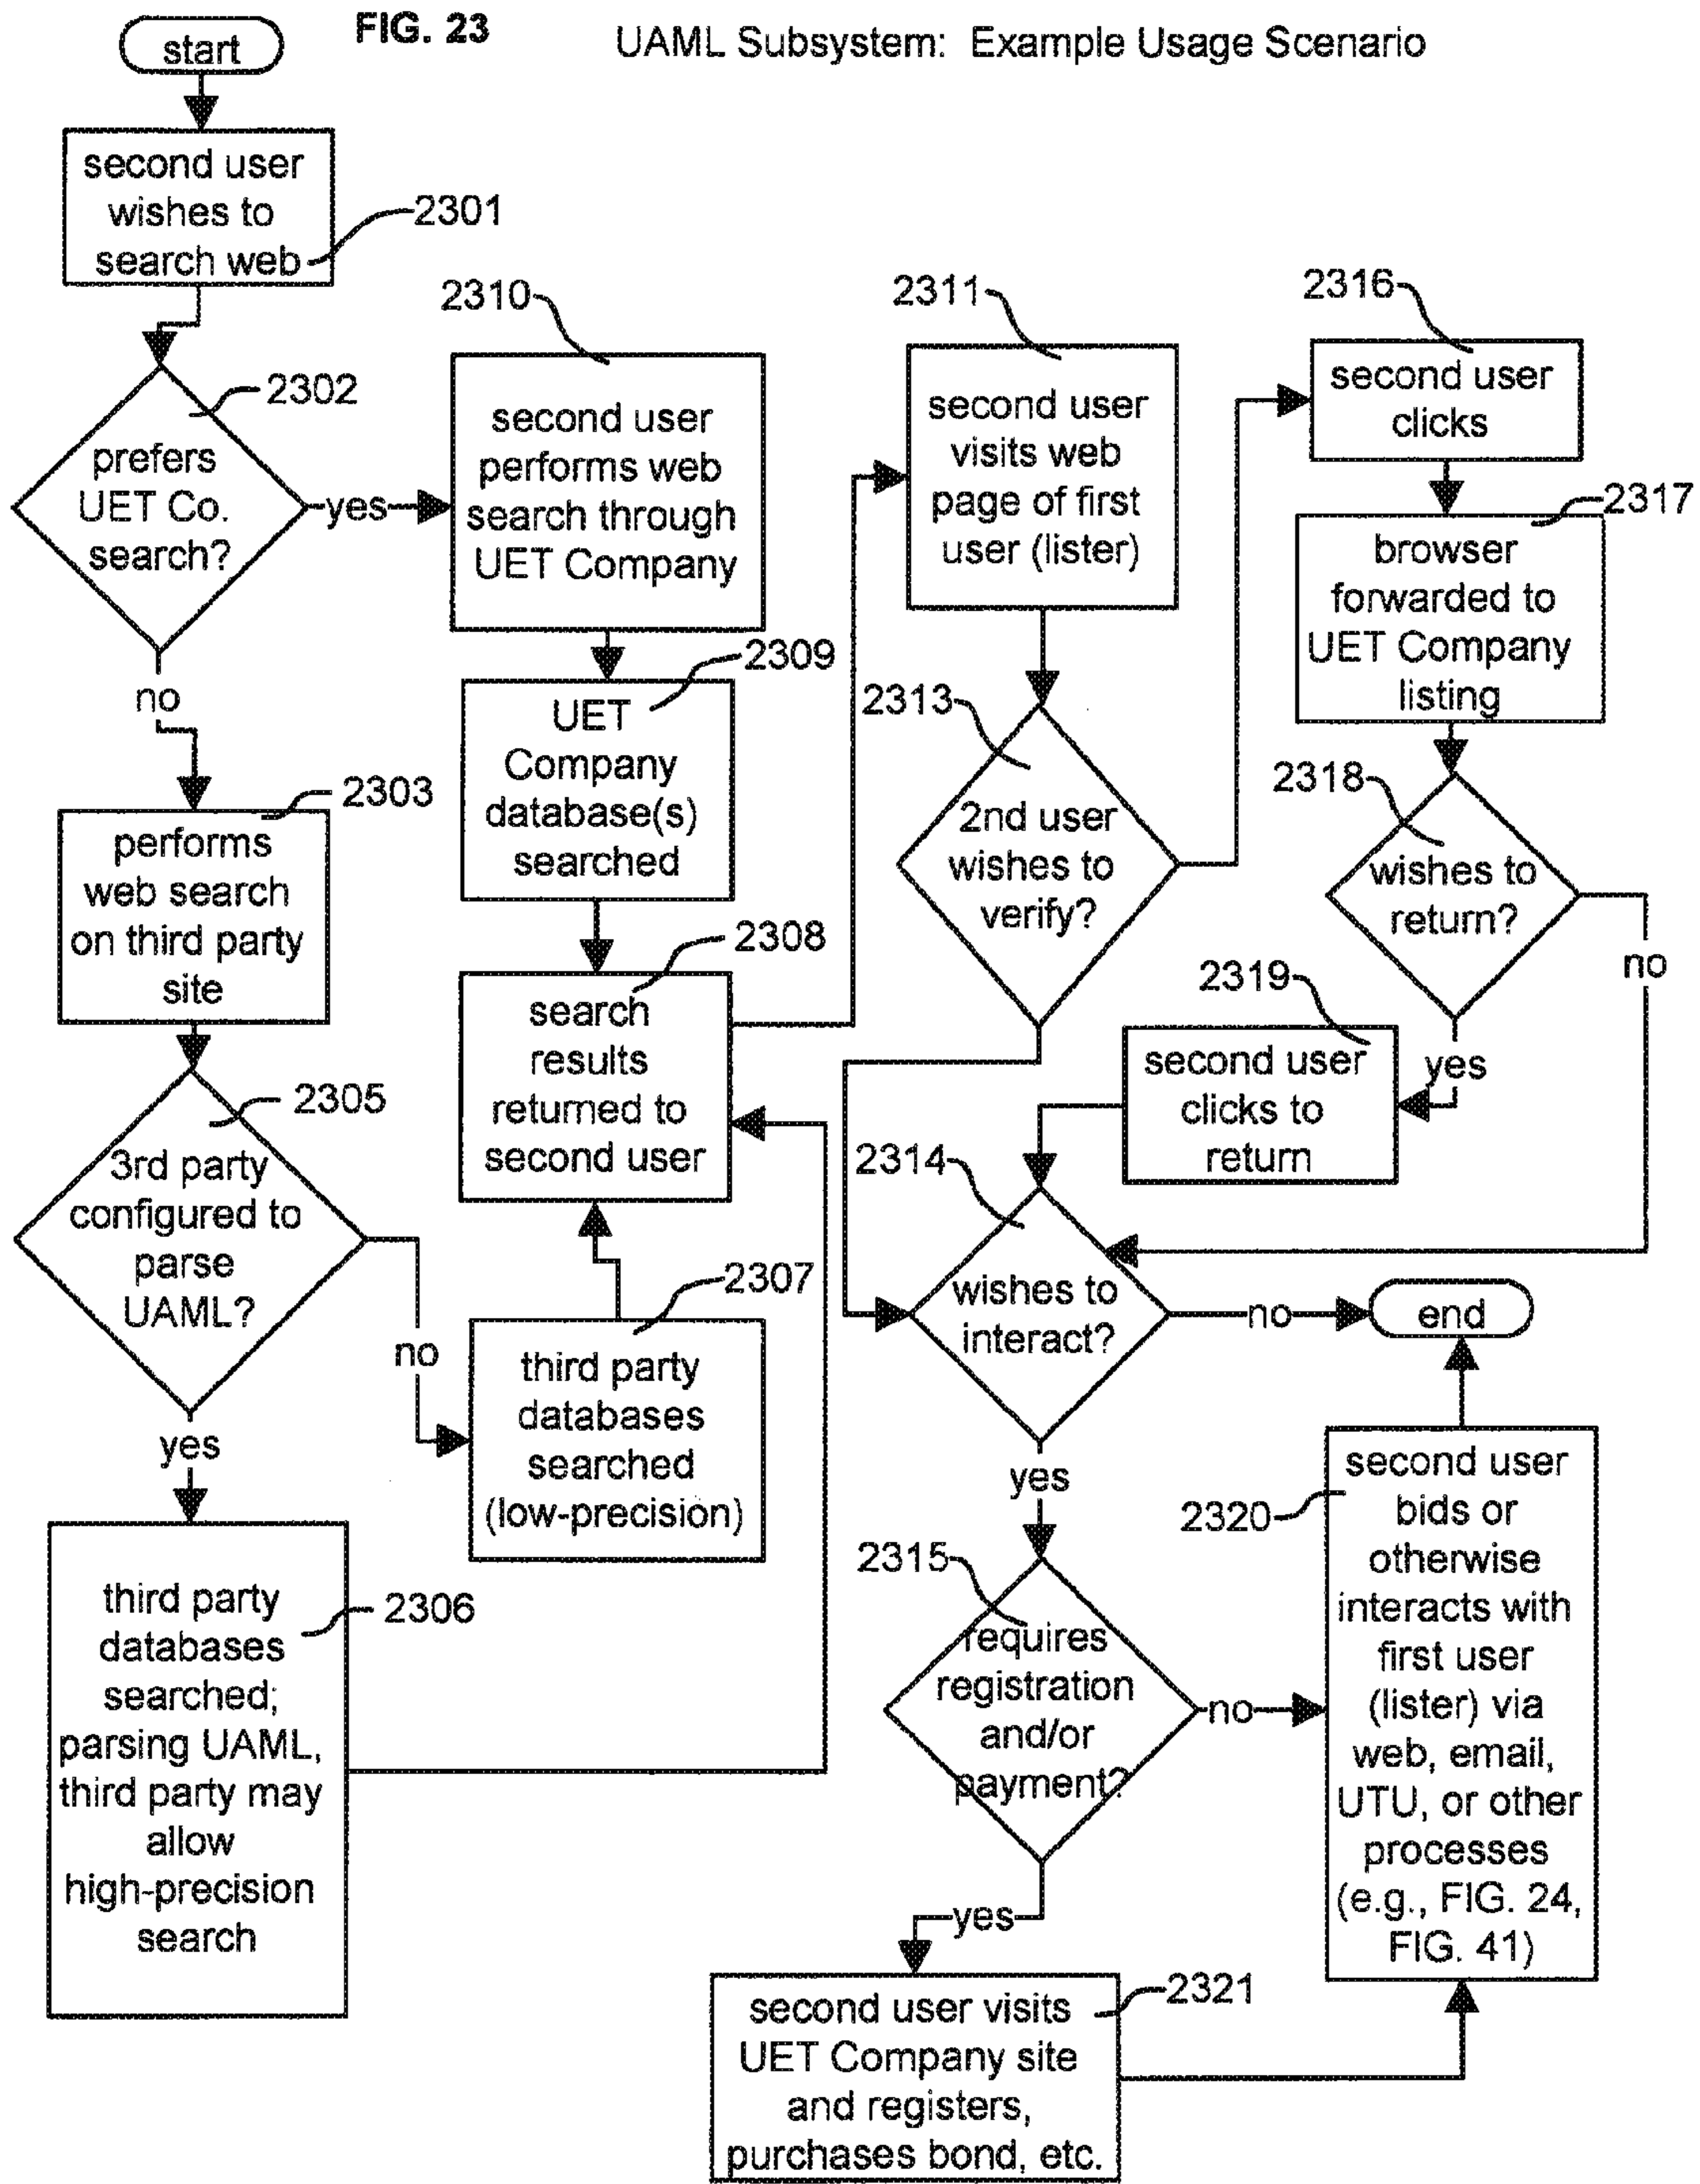 FIG. 23
UAML Subsystem: Example Usage Scenario
start
second user
wishes to
search web
2301
2302
prefers
UET Co.
search?
yes
no
2303
performs
web search
on third party
site
2305
3rd party
configured to
parse
UAML?
no
yes
2306
third party
databases
searched;
parsing UAML,
third party may
allow
high-precision
search
2310
second user
performs web
search through
UET Company
2309
UET
Company
database(s)
searched
2308
search
results
returned to
second user
2307
third party
databases
searched
(low-precision)
2311
second user
visits web
page of first
user (lister)
2313
2nd user
wishes to
verify?
2316
second user
clicks
2317
browser
forwarded to
UET Company
listing
2318
wishes to
return?
no
yes
2319
second user
clicks to
return
2314
wishes to
interact?
no
end
yes
2315
requires
registration
and/or
payment?
no
yes
2320
second user
bids or
otherwise
interacts with
first user
(lister) via
web, email,
UTU, or other
processes
(e.g., FIG. 24,
FIG. 41)
2321
second user visits
UET Company site
and registers,
purchases bond, etc.